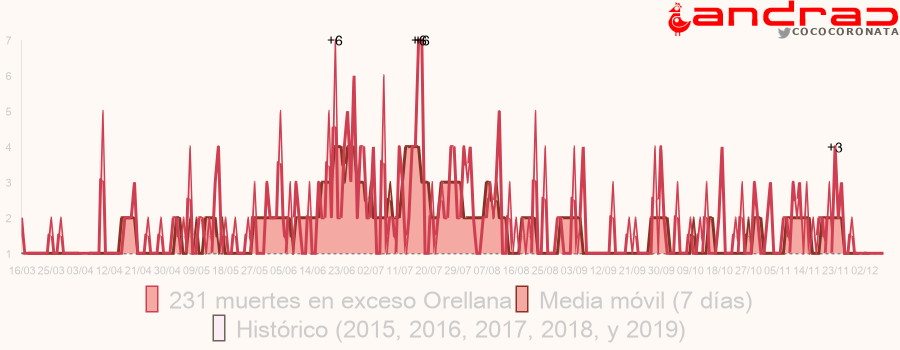 andrac
COCOCORONATA
7
6
5
4
3
2
1
+6
+6
+6
+3
16/03 25/03 03/04 12/04 21/04 30/04 09/05 18/05 27/05 05/06 14/06 23/06 02/07 11/07 20/07 29/07 07/08 16/08 25/08 03/09 12/09 21/09 30/09 09/10 18/10 27/10 05/11 14/11 23/11 02/12
231 muertes en exceso Orellana Media móvil (7 días)
Histórico (2015, 2016, 2017, 2018, y 2019)